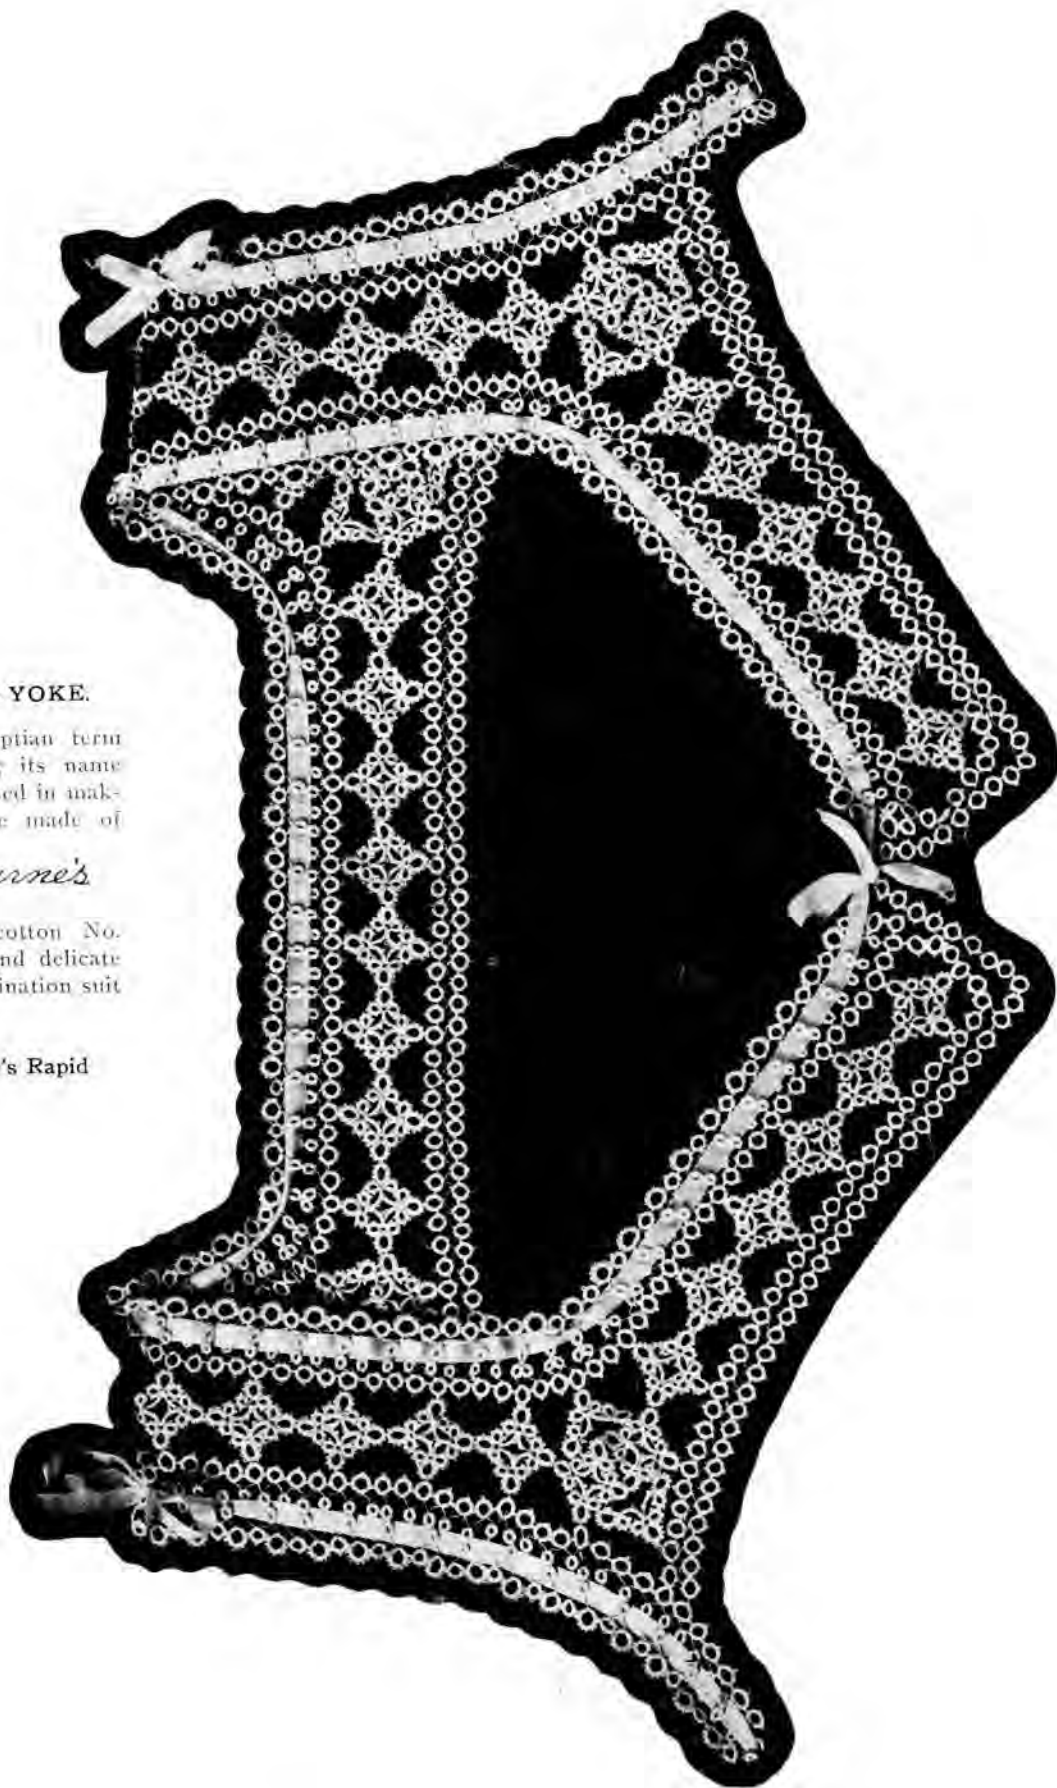 YOKE.
ptian term
its name
ed in mak-
made of
rne's
cotton No.
nd delicate
ination suit
's Rapid